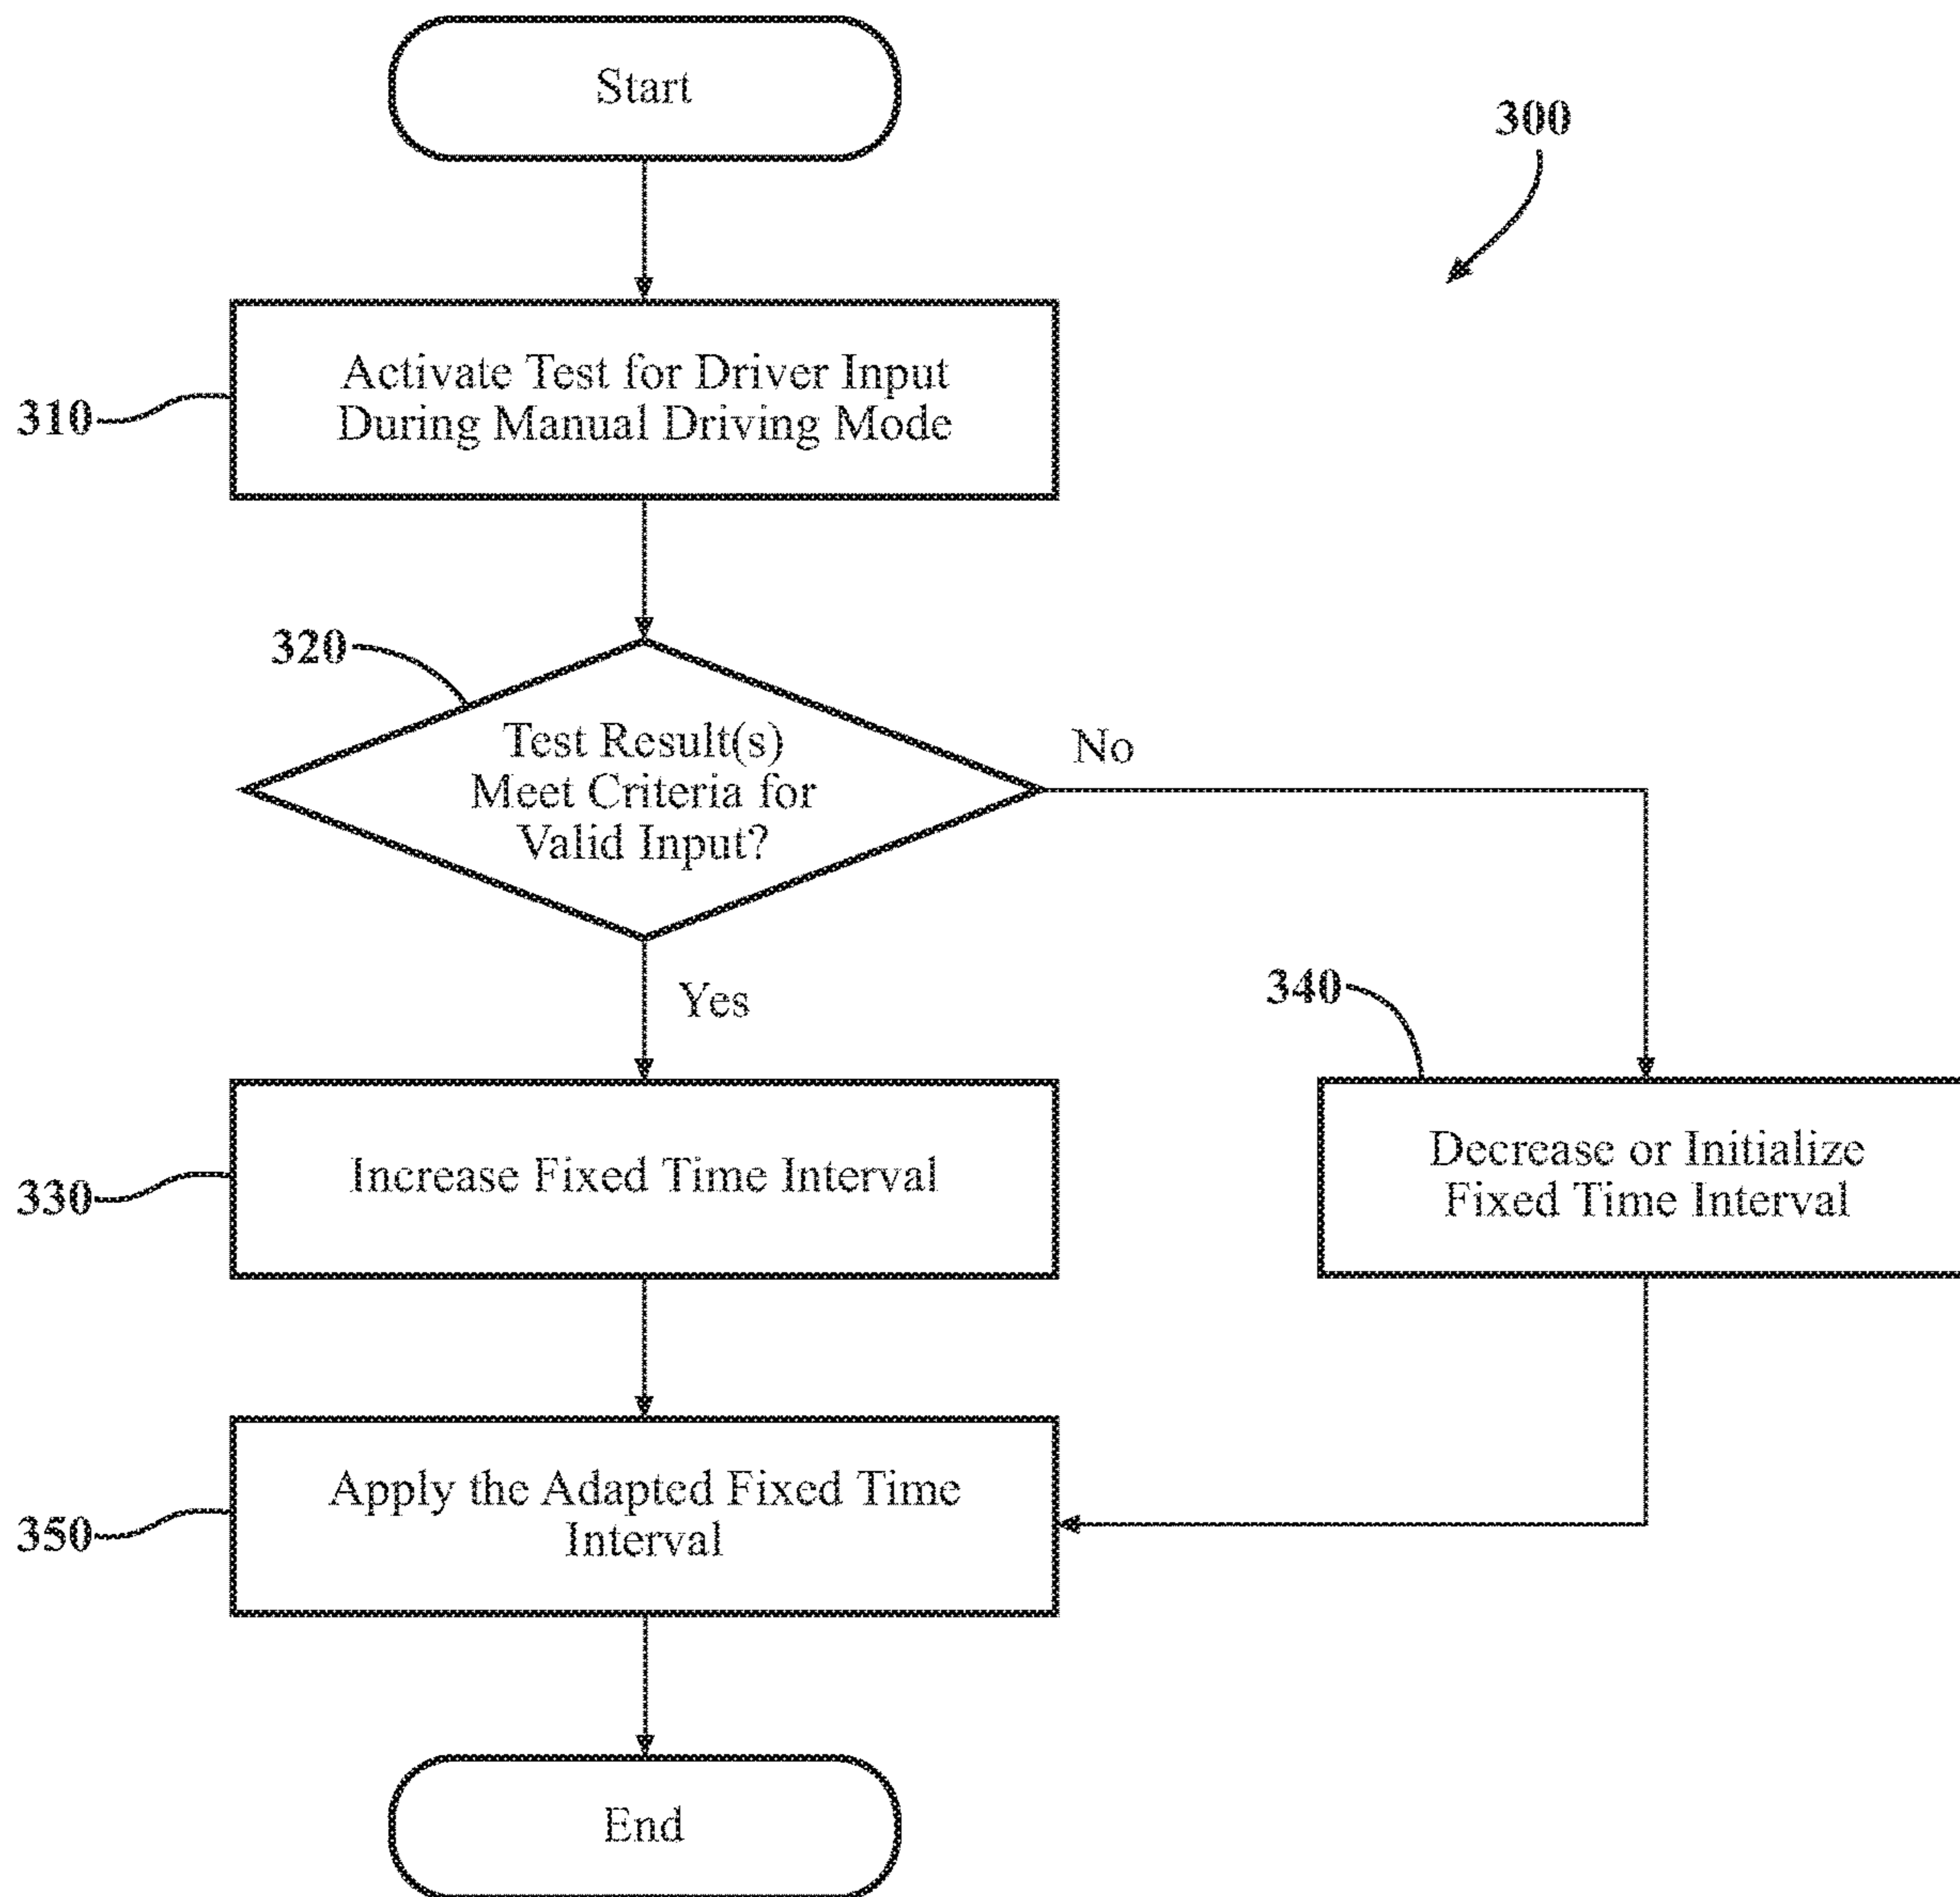 Start
300
310
Activate Test for Driver Input
During Manual Driving Mode
320
Test Result(s)
Meet Criteria for
Valid Input?
No
Yes
330
Increase Fixed Time Interval
340
Decrease or Initialize
Fixed Time Interval
350
Apply the Adapted Fixed Time
Interval
End